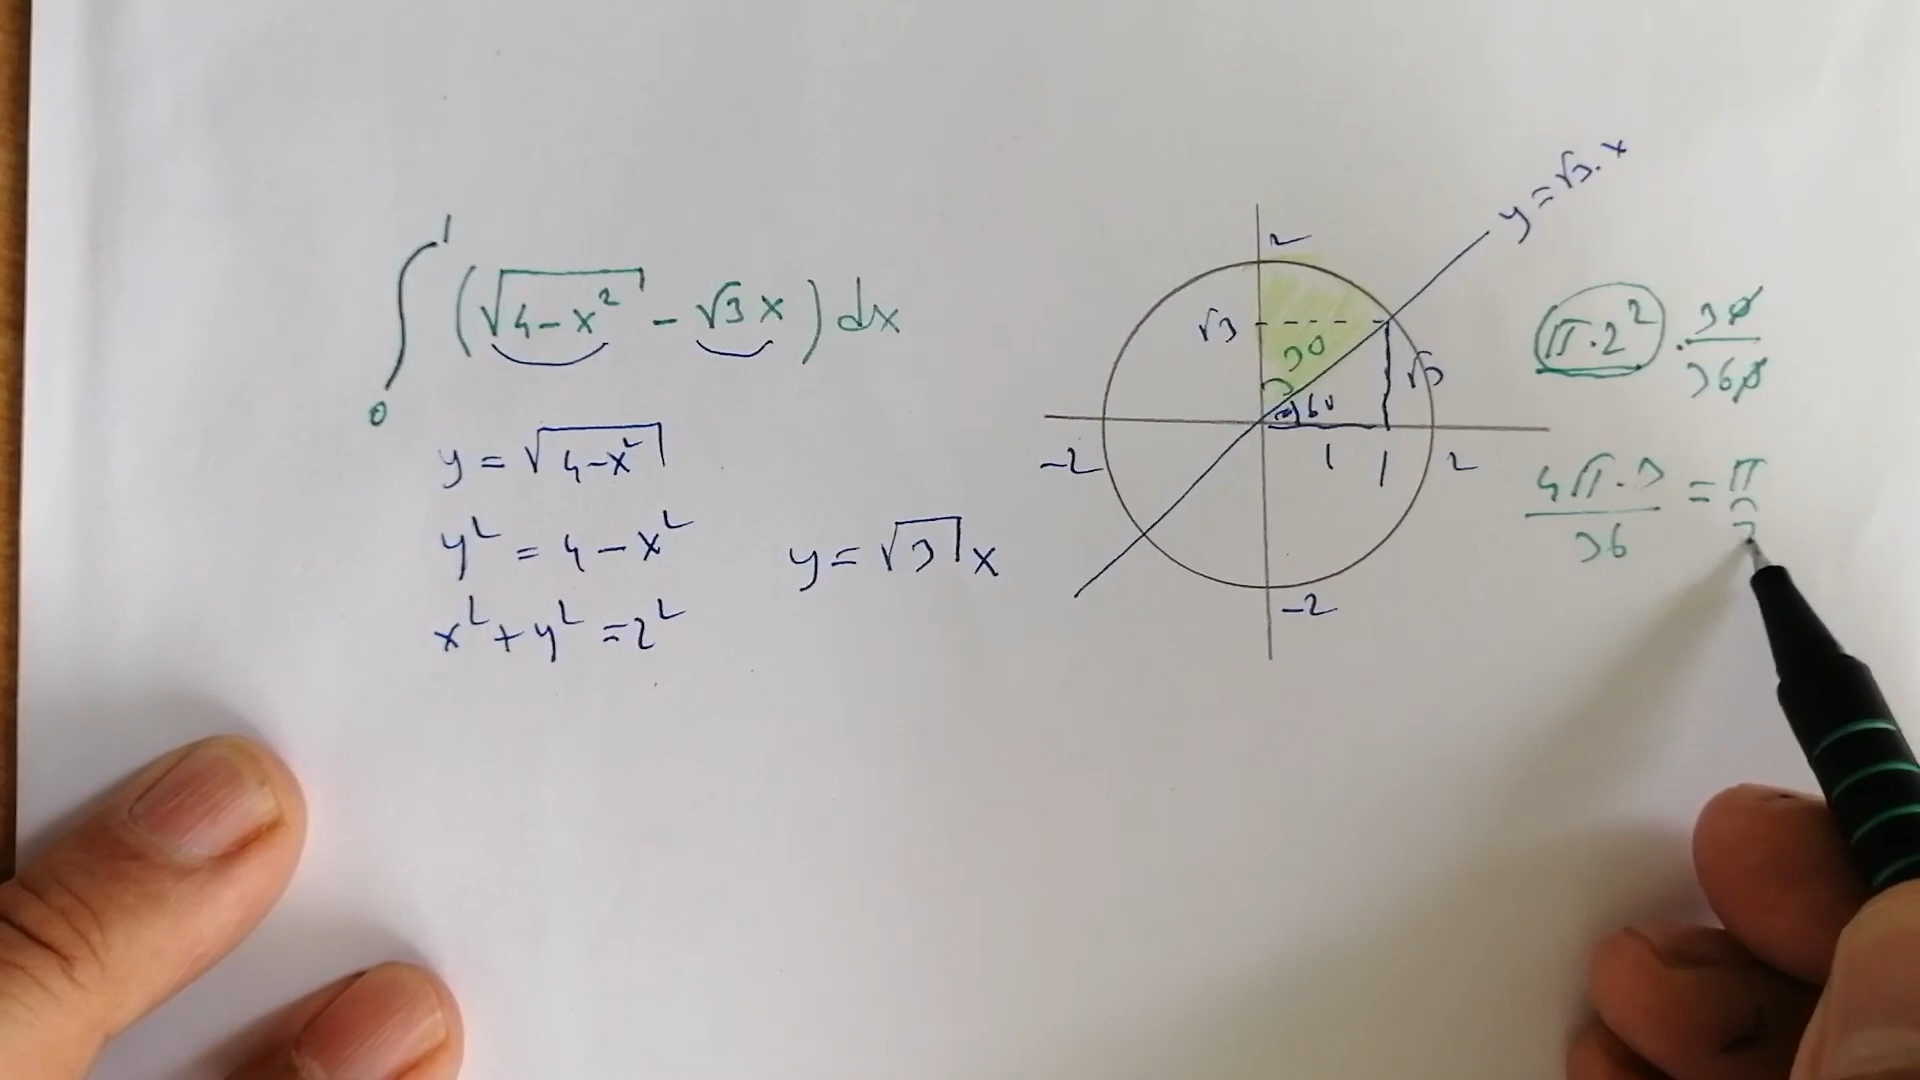 ∫₀¹ (√(4-x²) - √3 x) dx
y = √(4-x²)
y² = 4-x²
x²+y² = 2²
y = √3 x
y = √3.x
2
√3
30
√3
60
-2
1
1
2
-2
π.2² . 30/360
4π.3/36 = π/3